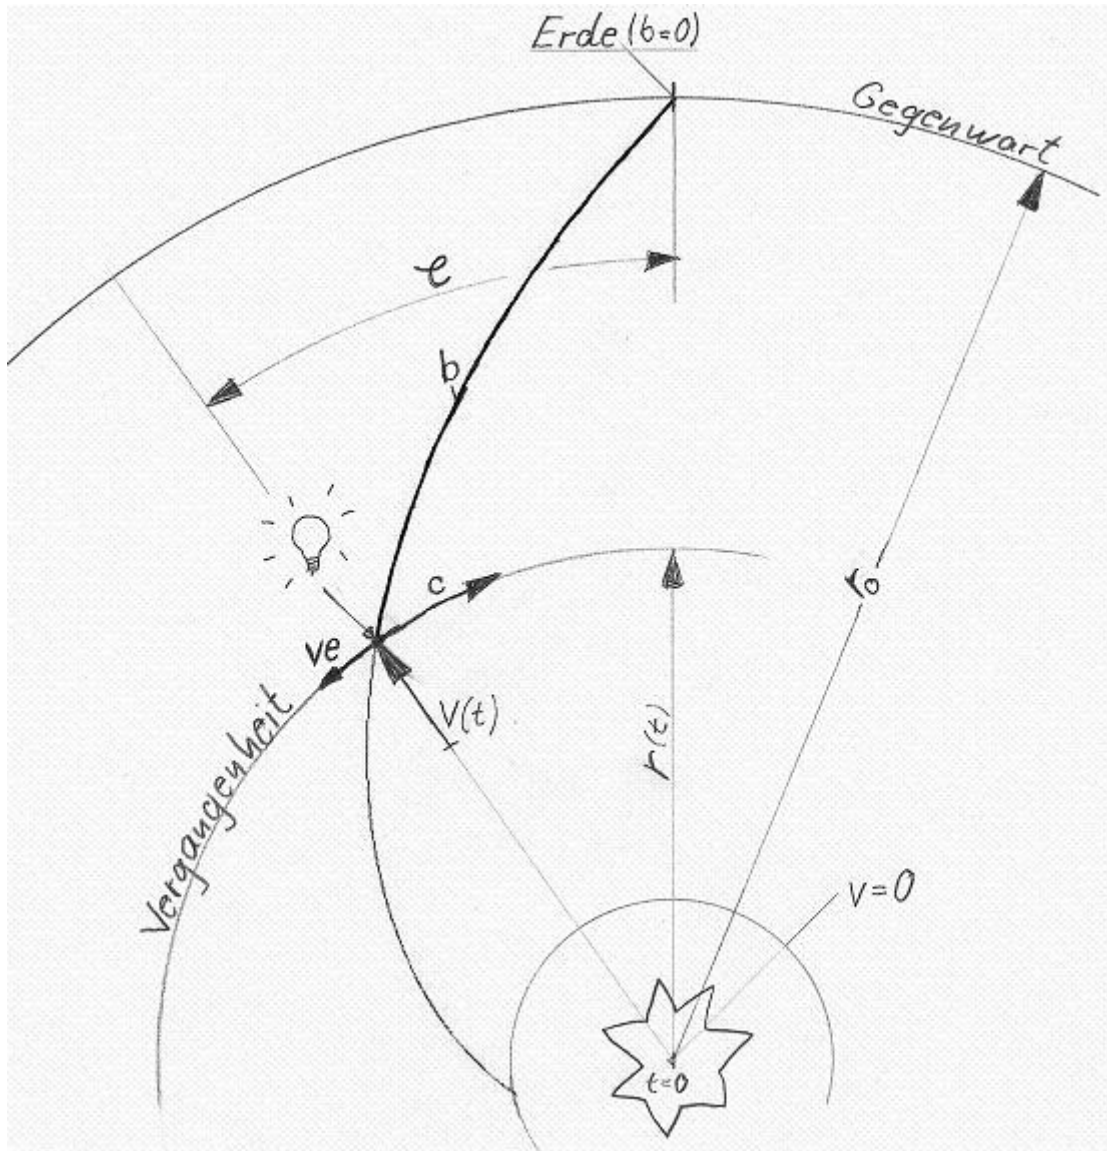 Erde (b=0)
Gegenwart
e
b
r₀
c
ve
V(t)
r(t)
Vergangenheit
v=0
t=0